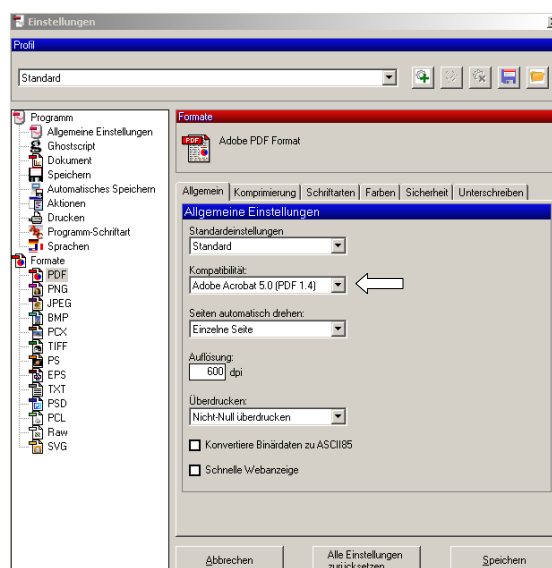 Einstellungen
Profil
Standard
Programm
Allgemeine Einstellungen
Ghostscript
Dokument
Speichern
Automatisches Speichern
Aktionen
Drucken
Programm-Schriftart
Sprachen
Formate
PDF
PNG
JPEG
BMP
PCX
TIFF
PS
EPS
TXT
PSD
PCL
Raw
SVG
Formate
Adobe PDF Format
Allgemein Komprimierung Schriftarten Farben Sicherheit Unterschreiben
Allgemeine Einstellungen
Standardeinstellungen
Standard
Kompatibilität:
Adobe Acrobat 5.0 (PDF 1.4)
Seiten automatisch drehen:
Einzelne Seite
Auflösung:
600 dpi
Überdrucken:
Nicht-Null überdrucken
Konvertiere Binärdaten zu ASCII85
Schnelle Webanzeige
Abbrechen
Alle Einstellungen
zurücksetzen
Speichern